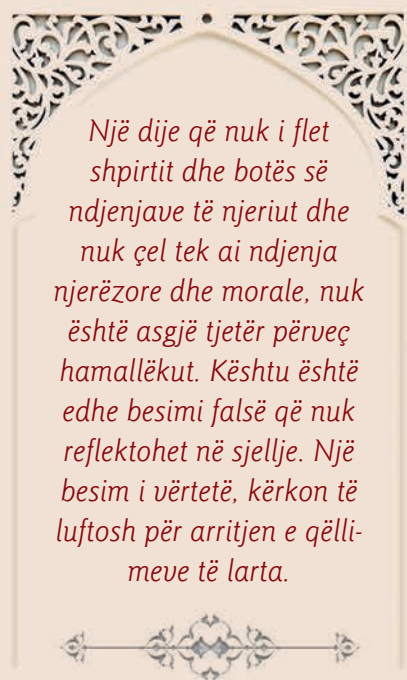 Një dije që nuk i flet
shpirtit dhe botës së
ndjenjave të njeriut dhe
nuk çel tek ai ndjenja
njerëzore dhe morale, nuk
është asgjë tjetër përveç
hamallëkut. Kështu është
edhe besimi falsë që nuk
reflektohet në sjellje. Një
besim i vërtetë, kërkon të
luftosh për arritjen e qëlli-
meve të larta.